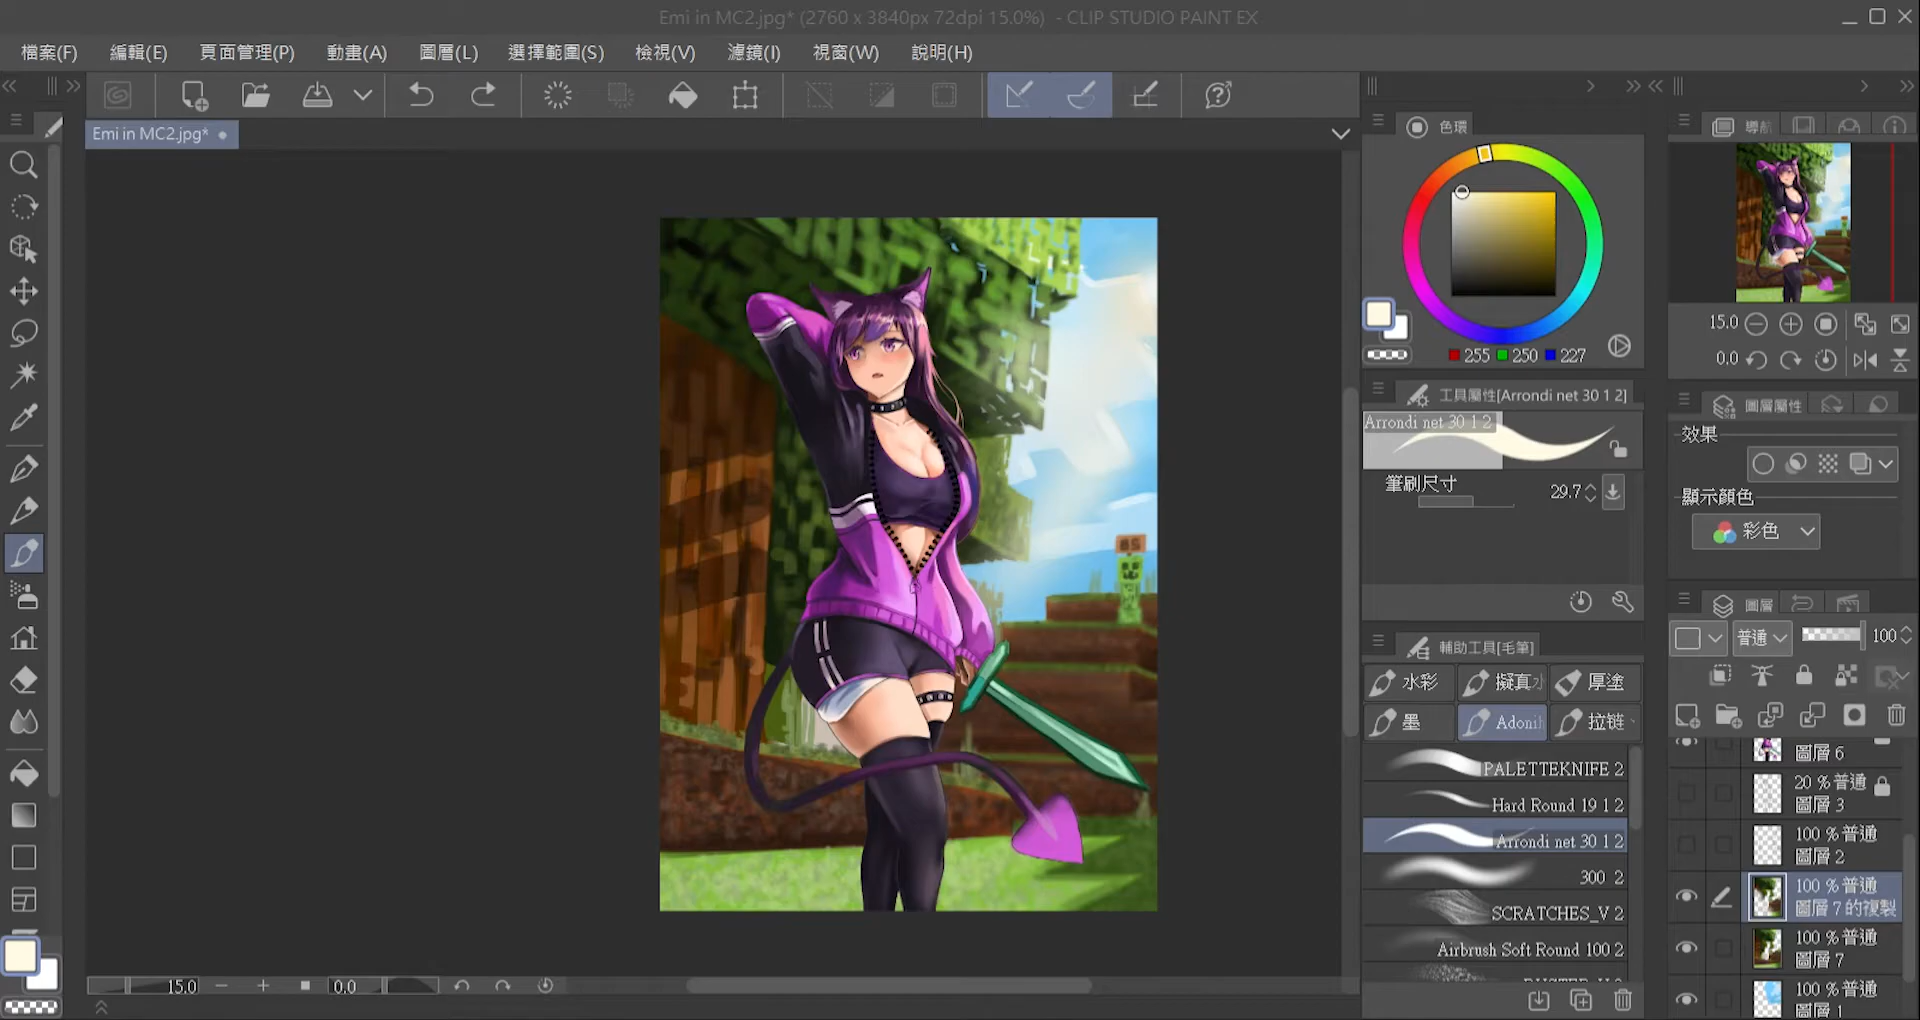 Emi in MC2.jpg* (2760 x 3840px 72dpi 15.0%) - CLIP STUDIO PAINT EX
檔案(F) 編輯(E) 頁面管理(P) 動畫(A) 圖層(L) 選擇範圍(S) 檢視(V) 濾鏡(I) 視窗(W) 說明(H)
Emi in MC2.jpg*
色環
255 250 227
工具屬性[Arrondi net 30 1 2]
Arrondi net 30 1 2
筆刷尺寸 29.7
輔助工具[毛筆]
水彩 擬真水 厚塗
墨 Adoni 拉链
PALETTEKNIFE 2
Hard Round 19 1 2
Arrondi net 30 1 2
300 2
SCRATCHES_V 2
Airbrush Soft Round 100 2
導航
15.0
0.0
圖層屬性
效果
顯示顏色
彩色
圖層
普通 100
圖層 6
20 % 普通
圖層 3
100 % 普通
圖層 2
100 % 普通
圖層 7 的複製
100 % 普通
圖層 7
100 % 普通
圖層 1
15.0 0.0